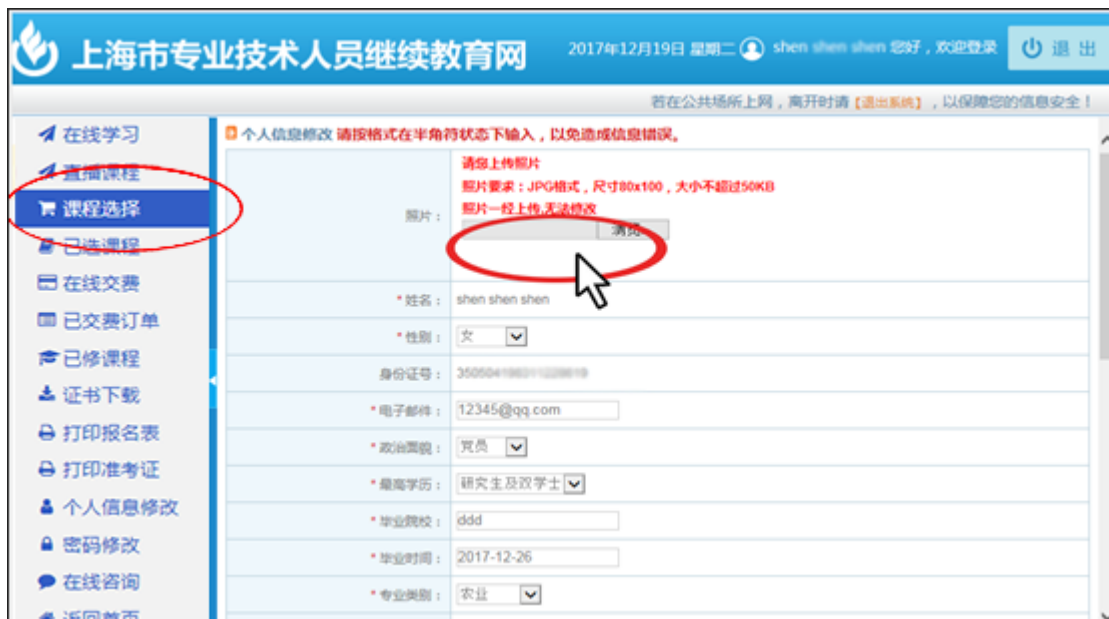 上海市专业技术人员继续教育网
2017年12月19日 星期二 shen shen shen 您好，欢迎登录
退出
若在公共场所上网，离开时请【退出系统】，以保障您的信息安全！
在线学习
直播课程
课程选择
已选课程
在线交费
已交费订单
已修课程
证书下载
打印报名表
打印准考证
个人信息修改
密码修改
在线咨询
返回首页
个人信息修改 请按格式在半角符状态下输入，以免造成信息错误。
照片：
请您上传照片
照片要求：JPG格式，尺寸80x100，大小不超过50KB
照片一经上传,无法修改
浏览
*姓名： shen shen shen
*性别： 女
身份证号： 350504
*电子邮件： 12345@qq.com
*政治面貌： 党员
*最高学历： 研究生及双学士
*毕业院校： ddd
*毕业时间： 2017-12-26
*专业类别： 农业